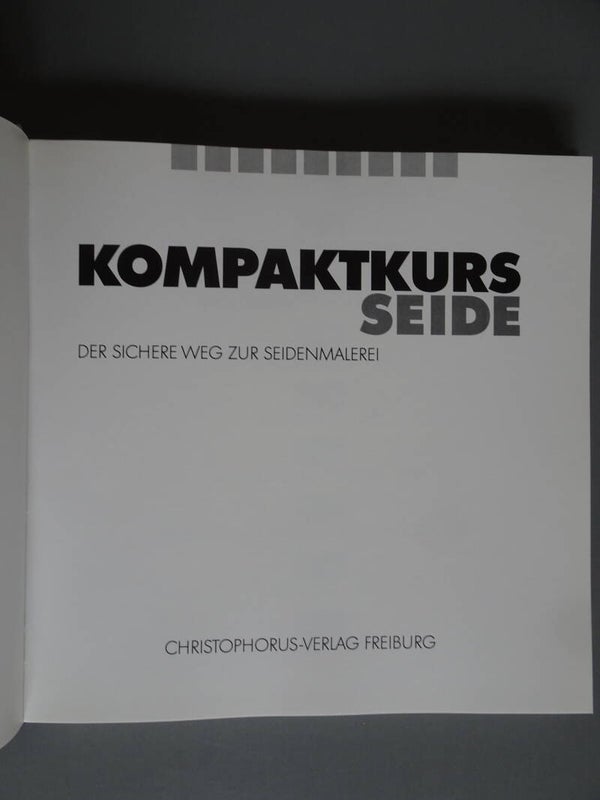 KOMPAKTKURS
SEIDE
DER SICHERE WEG ZUR SEIDENMALEREI
CHRISTOPHORUS-VERLAG FREIBURG